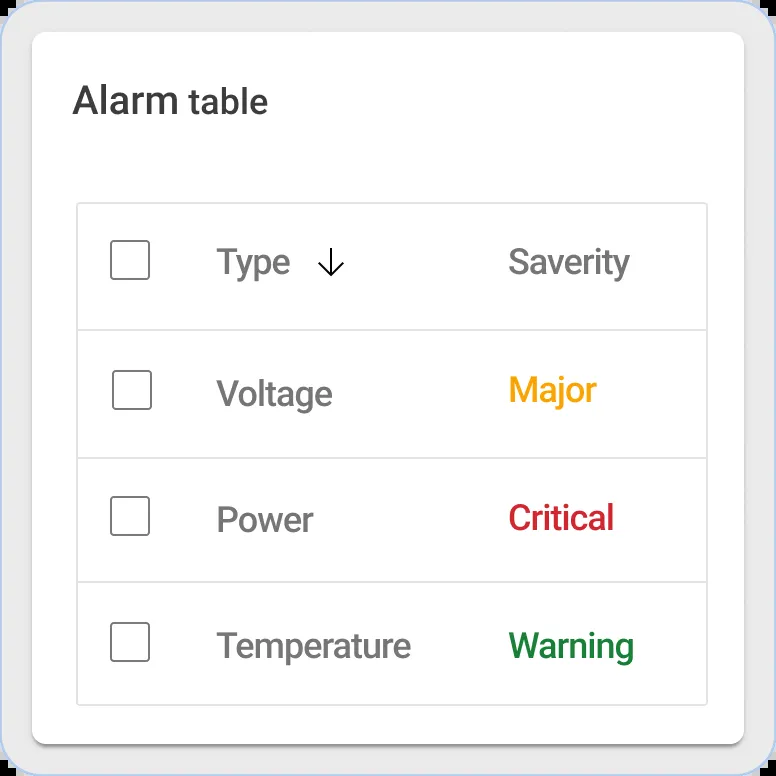 Alarm table
Type ↓ Saverity
Voltage Major
Power Critical
Temperature Warning